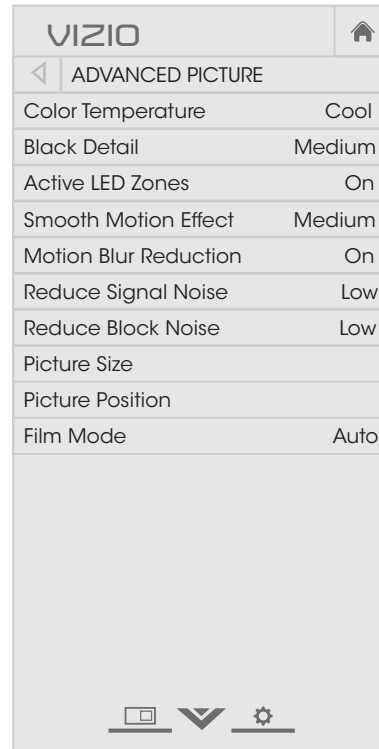 VIZIO
ADVANCED PICTURE
Color Temperature Cool
Black Detail Medium
Active LED Zones On
Smooth Motion Effect Medium
Motion Blur Reduction On
Reduce Signal Noise Low
Reduce Block Noise Low
Picture Size
Picture Position
Film Mode Auto